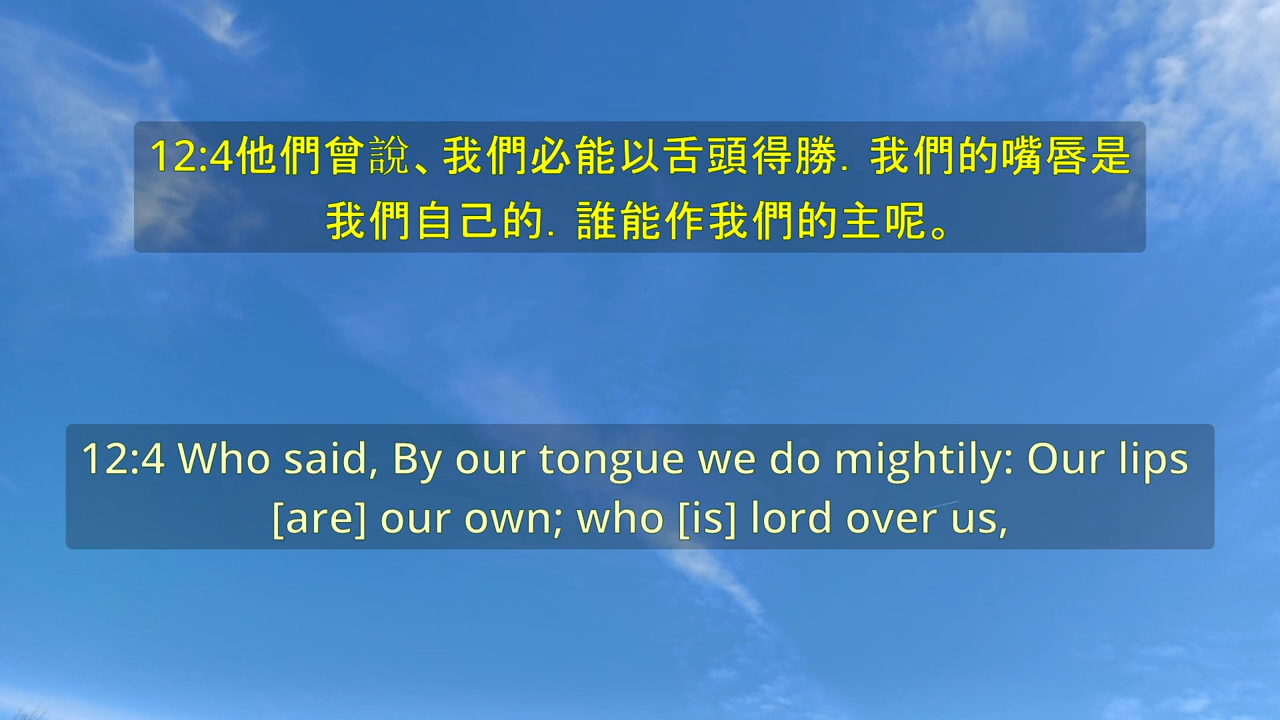 12:4他們曾說、我們必能以舌頭得勝．我們的嘴唇是
我們自己的．誰能作我們的主呢。
12:4 Who said, By our tongue we do mightily: Our lips
[are] our own; who [is] lord over us,